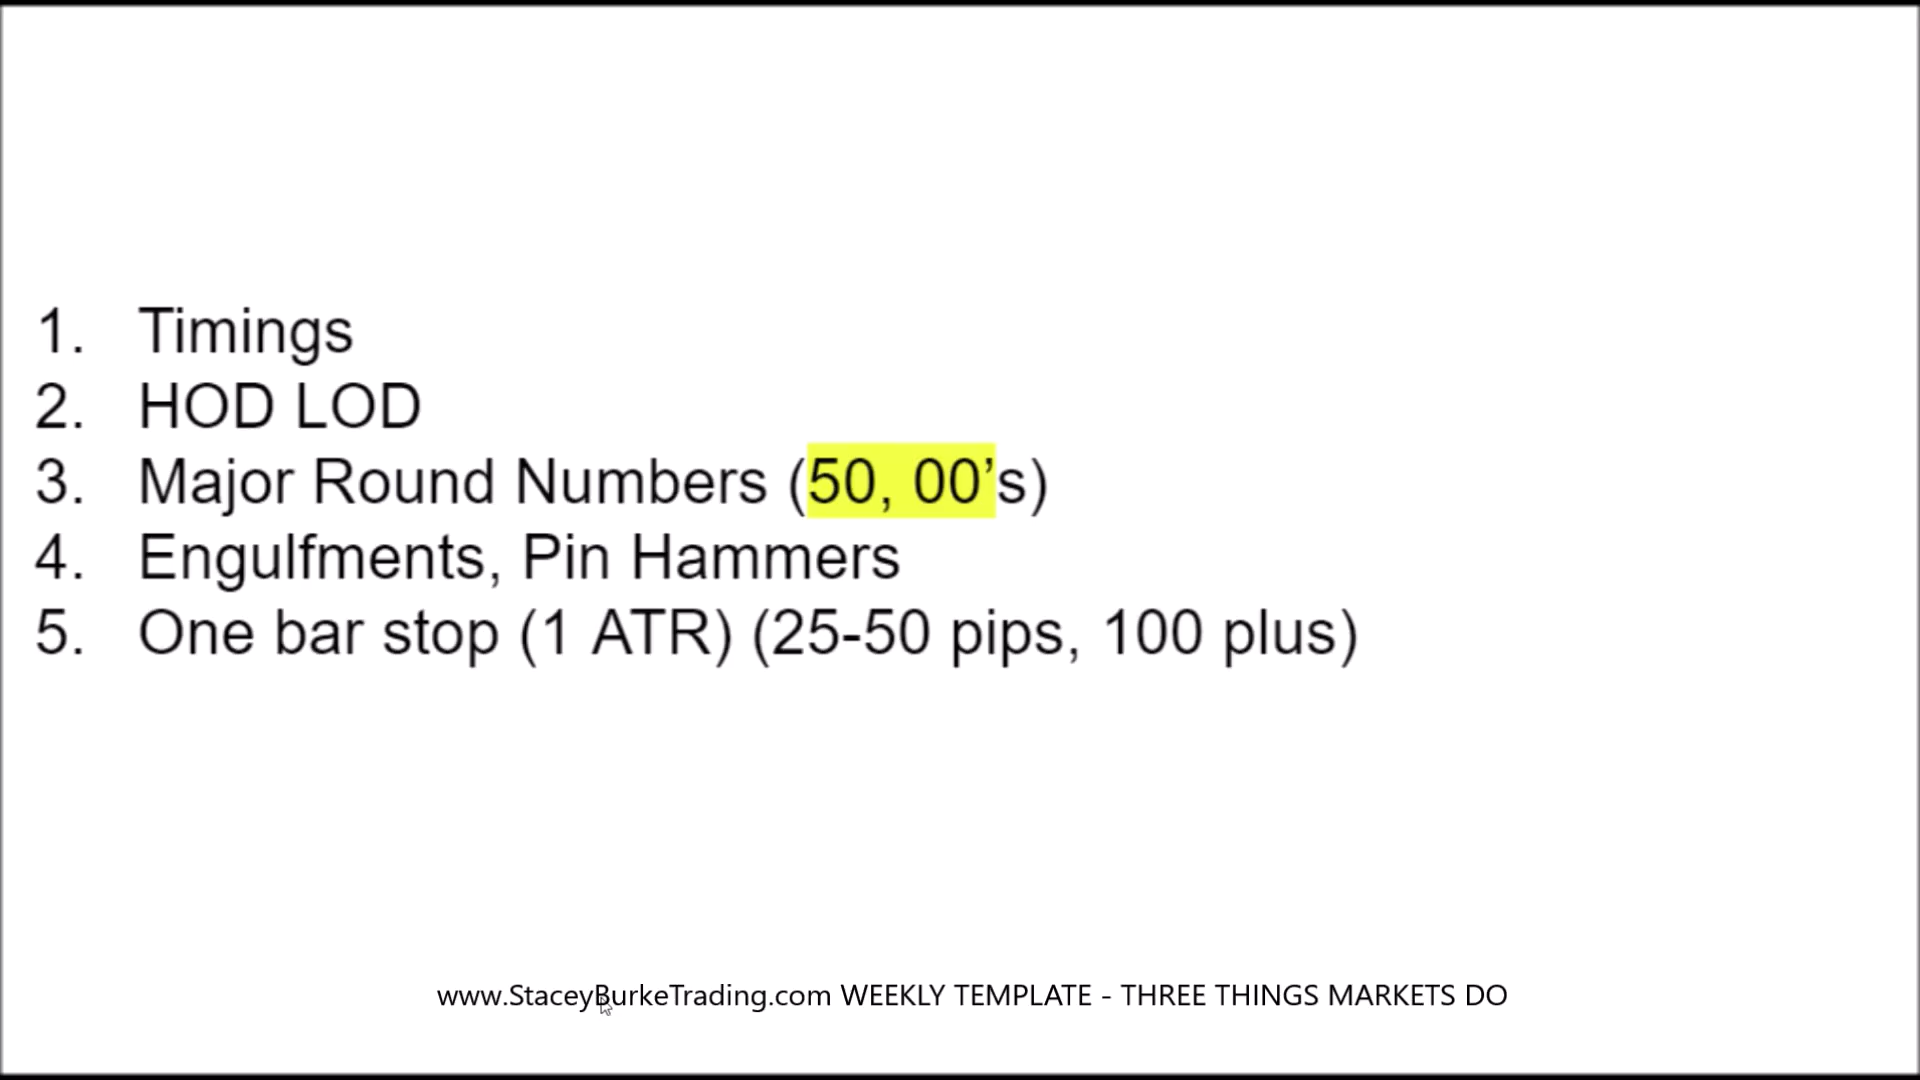 1. Timings
2. HOD LOD
3. Major Round Numbers (50, 00’s)
4. Engulfments, Pin Hammers
5. One bar stop (1 ATR) (25-50 pips, 100 plus)
www.StaceyBurkeTrading.com WEEKLY TEMPLATE - THREE THINGS MARKETS DO